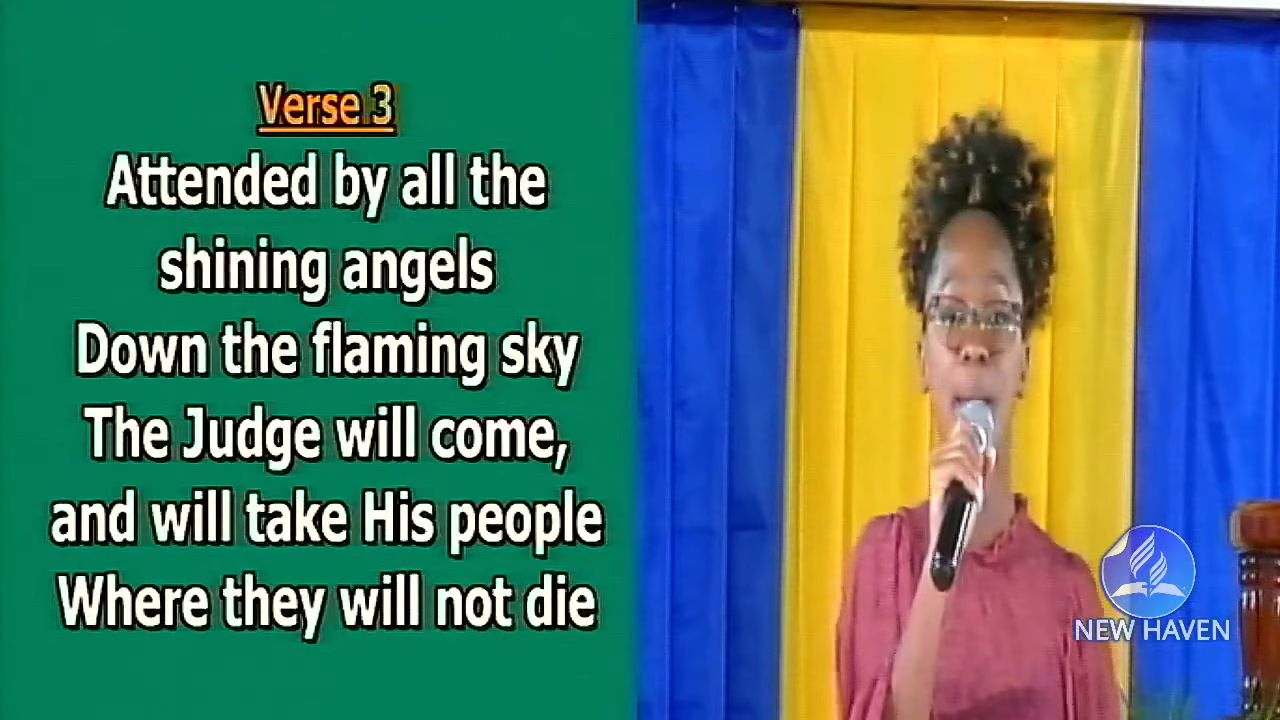 Verse 3
Attended by all the
shining angels
Down the flaming sky
The Judge will come,
and will take His people
Where they will not die
NEW HAVEN